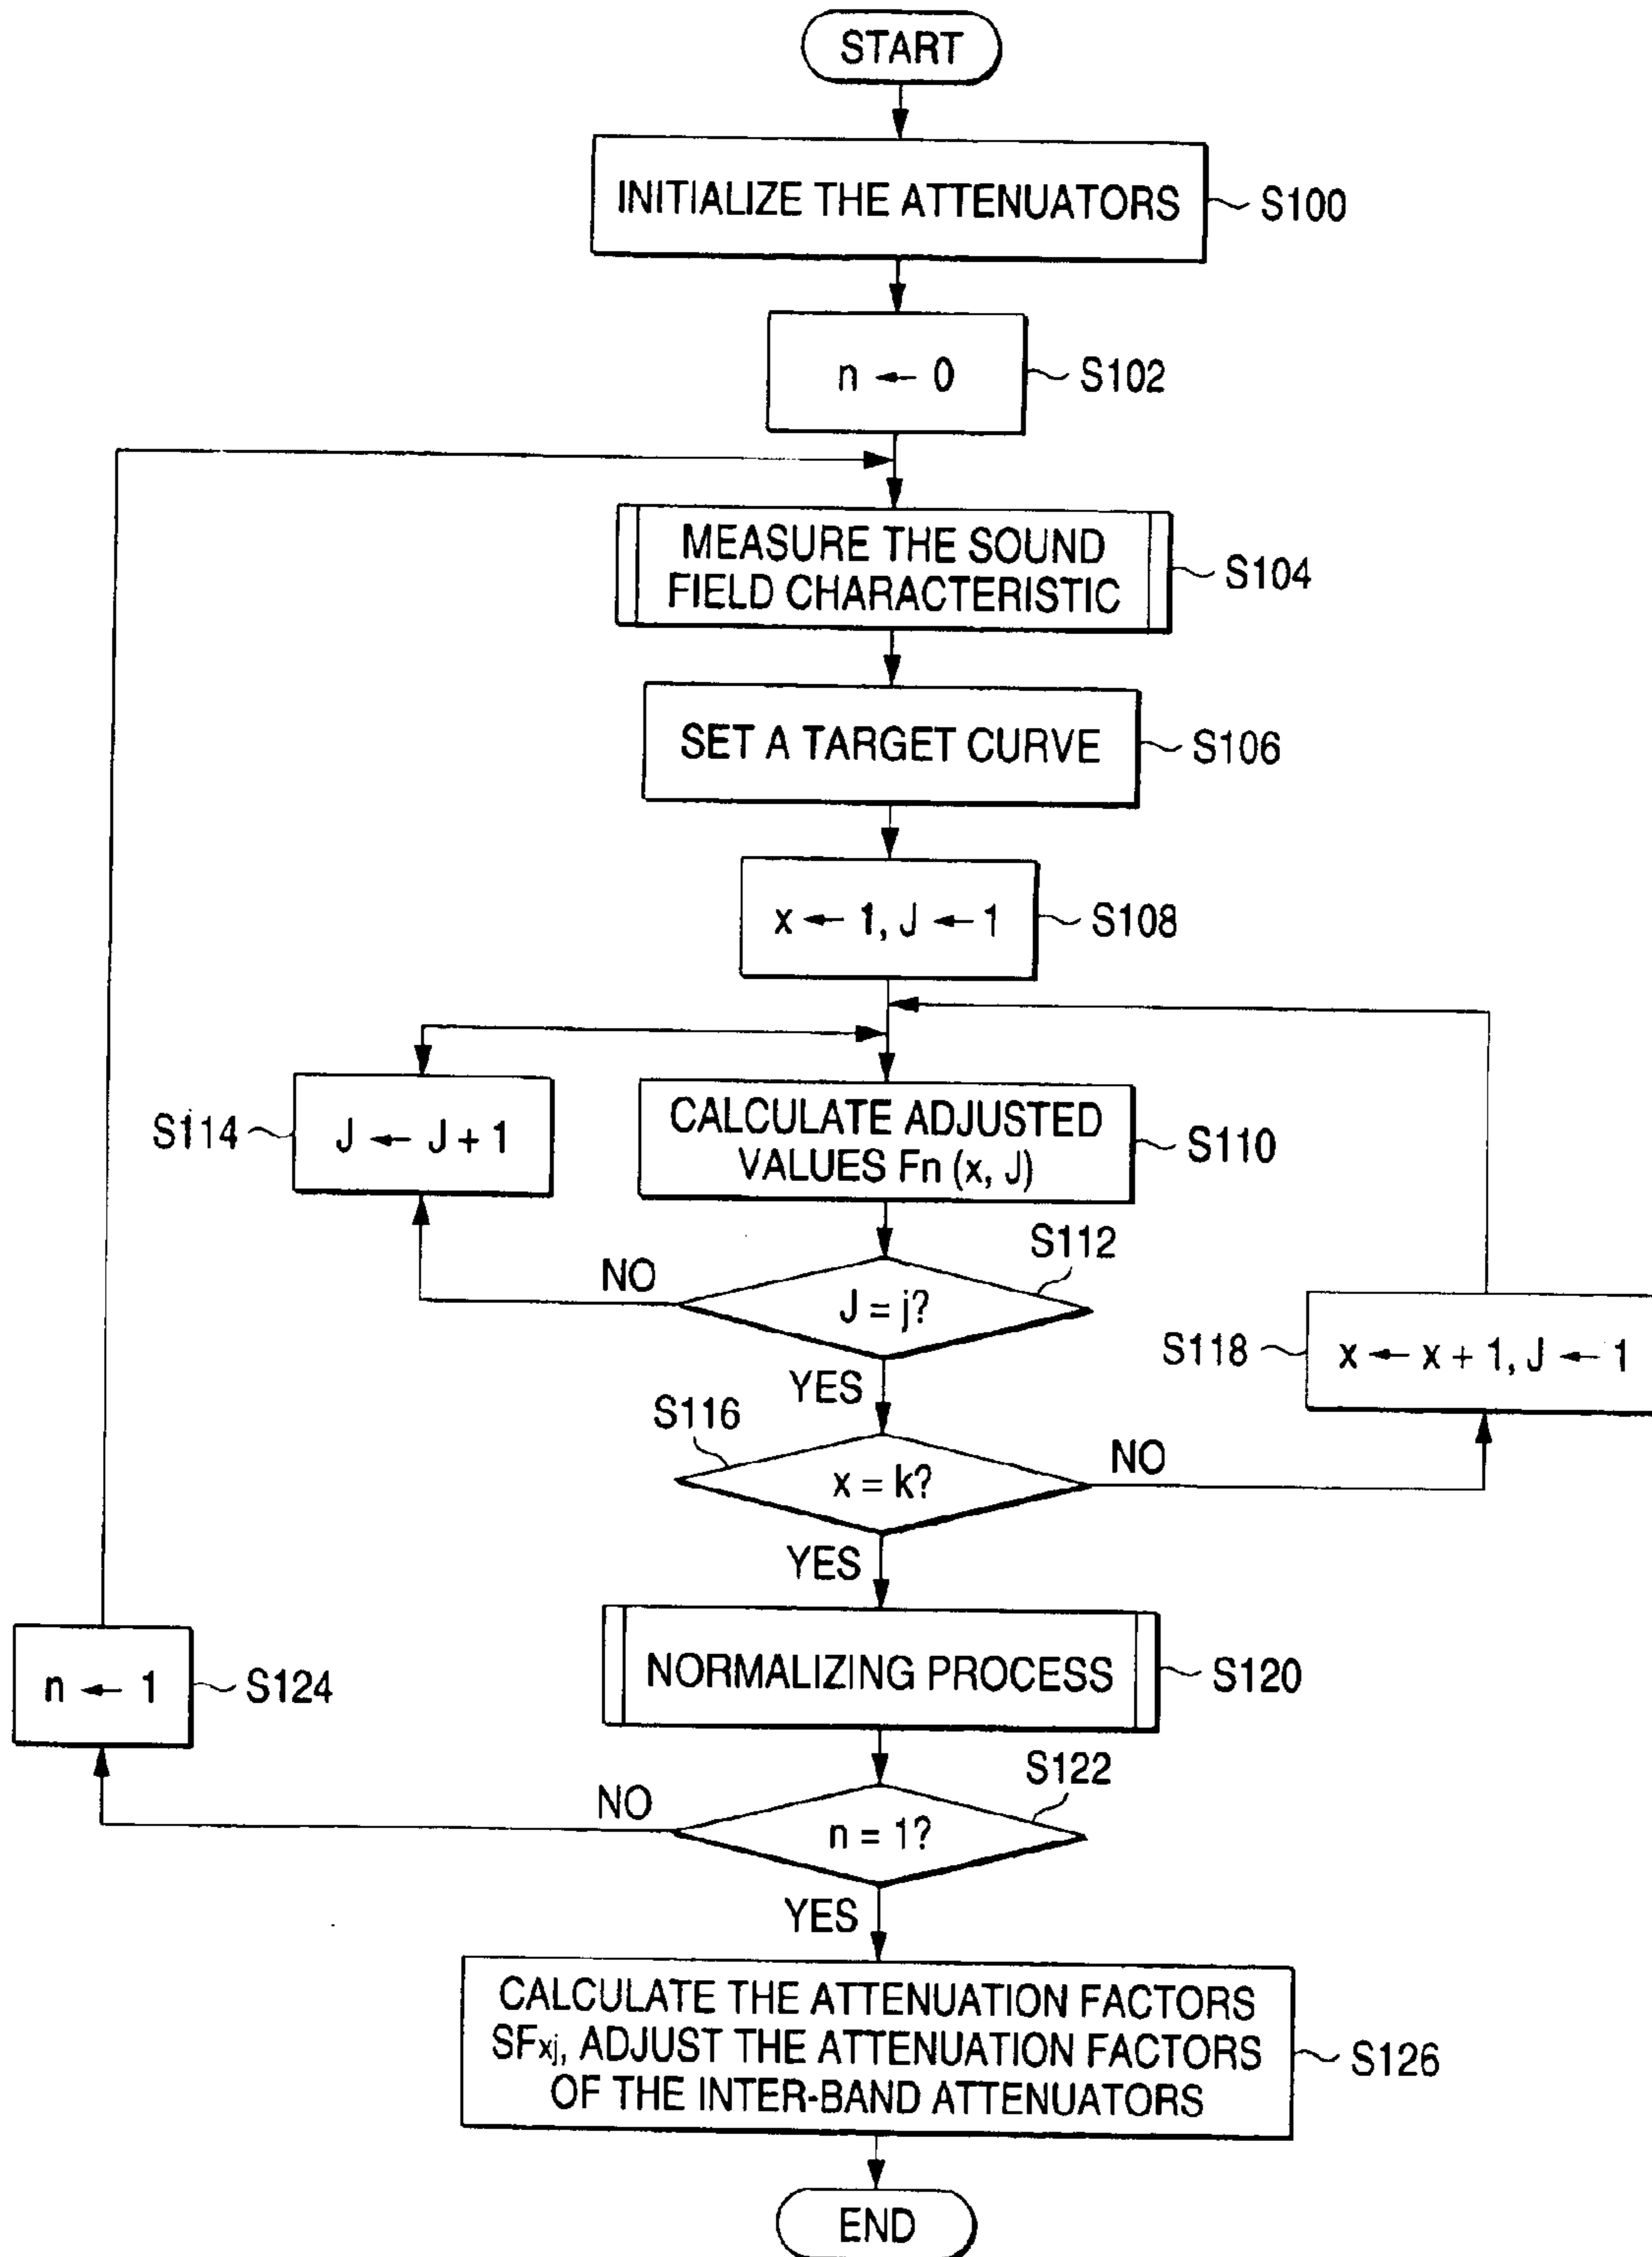 START
INITIALIZE THE ATTENUATORS
S100
n ← 0
S102
MEASURE THE SOUND
FIELD CHARACTERISTIC
S104
SET A TARGET CURVE
S106
x ← 1, J ← 1
S108
S114
J ← J + 1
CALCULATE ADJUSTED
VALUES Fn (x, J)
S110
S112
NO
J = j?
YES
S118
x ← x + 1, J ← 1
S116
x = k?
NO
YES
NORMALIZING PROCESS
S120
n ← 1
S124
S122
NO
n = 1?
YES
CALCULATE THE ATTENUATION FACTORS
SFxj, ADJUST THE ATTENUATION FACTORS
OF THE INTER-BAND ATTENUATORS
S126
END